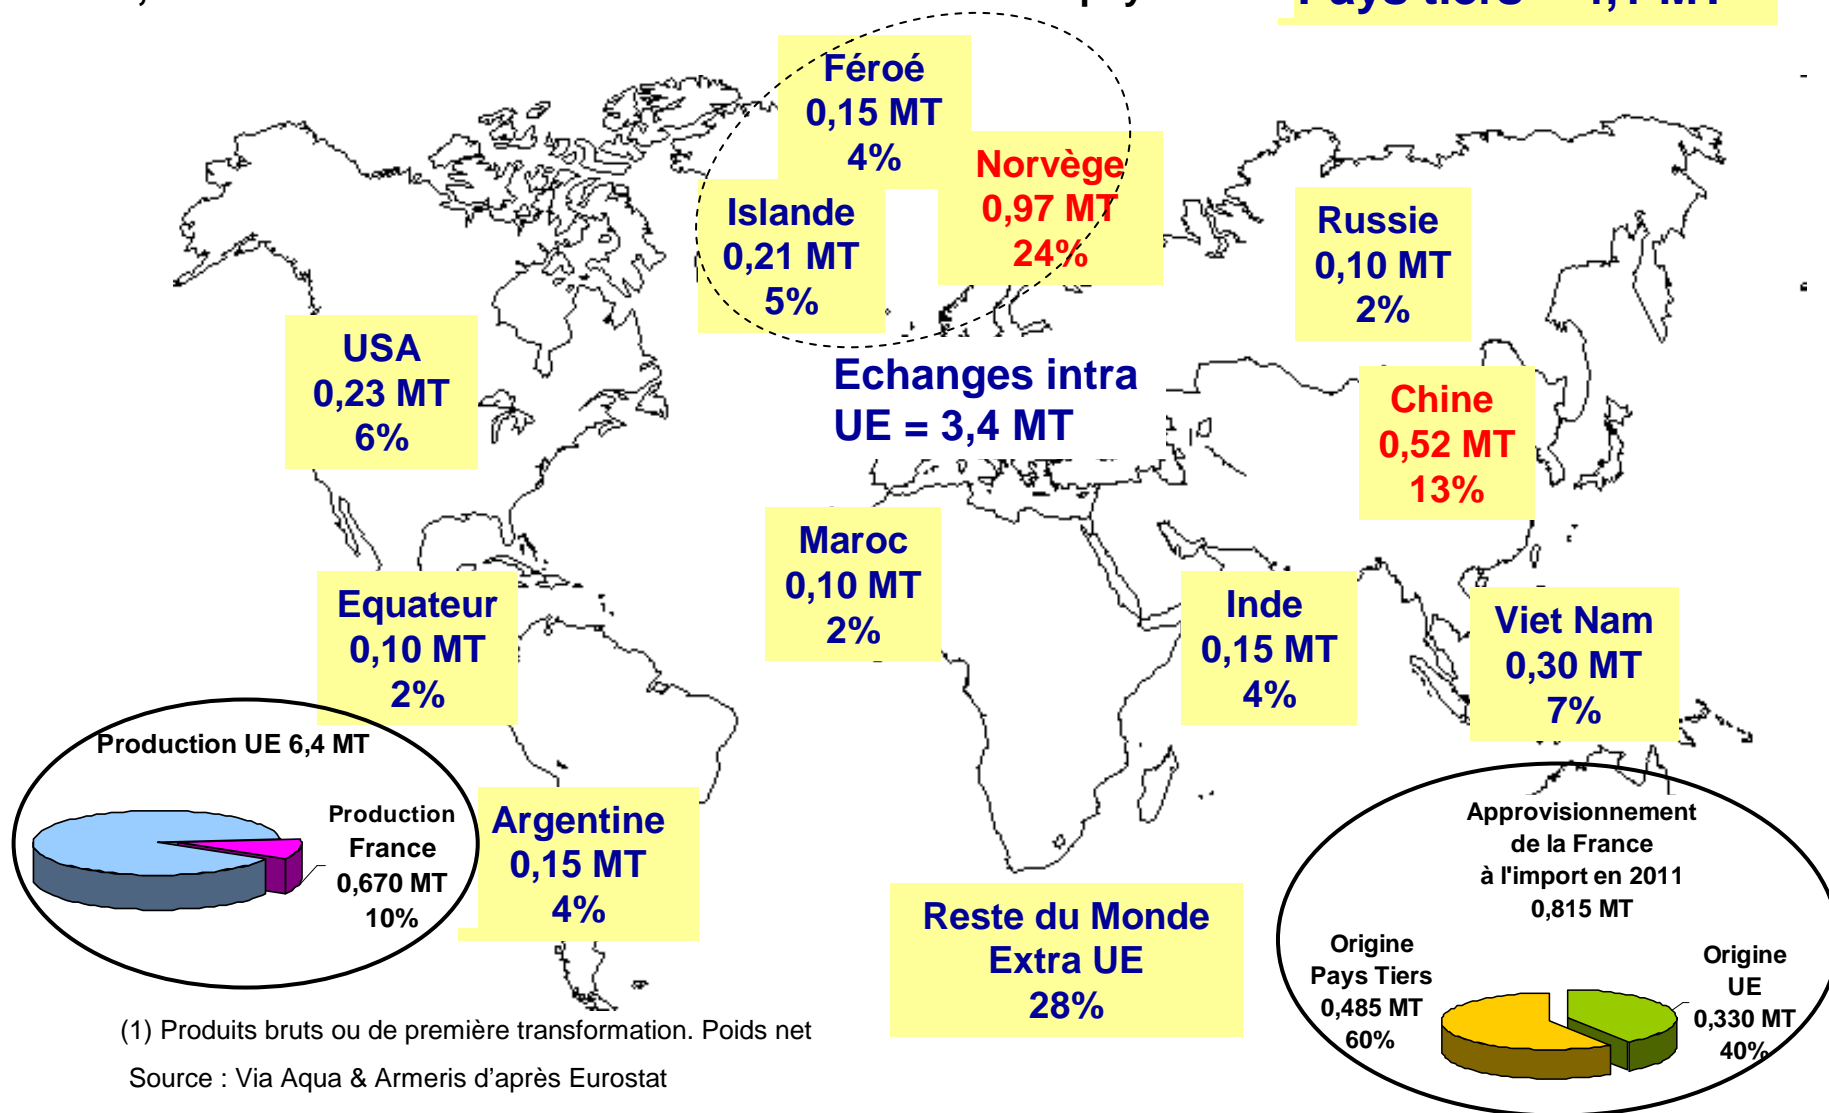 Pays tiers
MT
Féroé
0,15 MT
4%
Norvège
0,97 MT
24%
Islande
0,21 MT
5%
Russie
0,10 MT
2%
USA
0,23 MT
6%
Echanges intra
UE = 3,4 MT
Chine
0,52 MT
13%
Maroc
0,10 MT
2%
Equateur
0,10 MT
2%
Inde
0,15 MT
4%
Viet Nam
0,30 MT
7%
Production UE 6,4 MT
Production
France
0,670 MT
10%
Argentine
0,15 MT
4%
Reste du Monde
Extra UE
28%
Approvisionnement
de la France
à l'import en 2011
0,815 MT
Origine
Pays Tiers
0,485 MT
60%
Origine
UE
0,330 MT
40%
(1) Produits bruts ou de première transformation. Poids net
Source : Via Aqua & Armeris d’après Eurostat